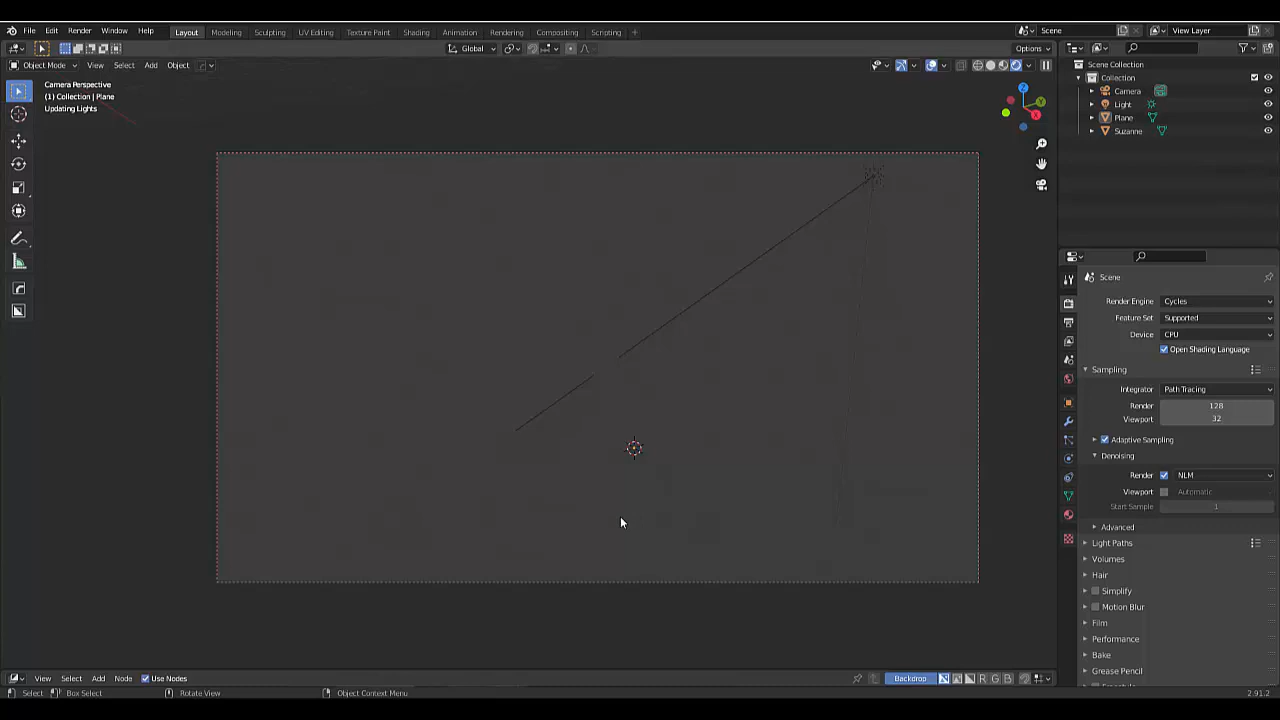 File Edit Render Window Help Layout Modeling Sculpting UV Editing Texture Paint Shading Animation Rendering Compositing Scripting + Scene View Layer
Global Options
Object Mode View Select Add Object
Camera Perspective
(1) Collection | Plane
Updating Lights
Z
Y
X
Scene Collection
Collection
Camera
Light
Plane
Suzanne
Scene
Render Engine Cycles
Feature Set Supported
Device CPU
Open Shading Language
Sampling
Integrator Path Tracing
Render 128
Viewport 32
Adaptive Sampling
Denoising
Render NLM
Viewport Automatic
Start Sample 1
Advanced
Light Paths
Volumes
Hair
Simplify
Motion Blur
Film
Performance
Bake
Grease Pencil
View Select Add Node Use Nodes Backdrop R G B
Select Box Select Rotate View Object Context Menu 2.91.2